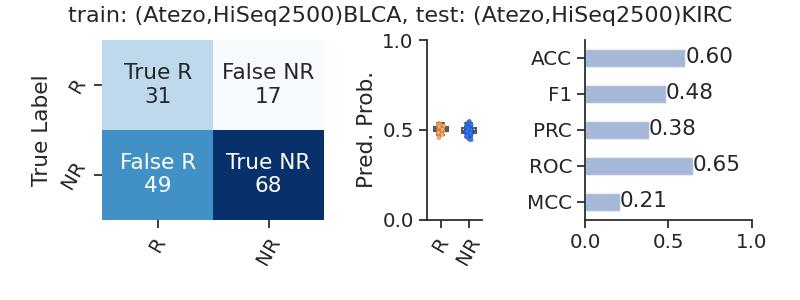 train: (Atezo,HiSeq2500)BLCA, test: (Atezo,HiSeq2500)KIRC
True Label
R
NR
True R
31
False NR
17
False R
49
True NR
68
R
NR
Pred. Prob.
1.0
0.5
0.0
R
NR
ACC
F1
PRC
ROC
MCC
0.60
0.48
0.38
0.65
0.21
0.0
0.5
1.0